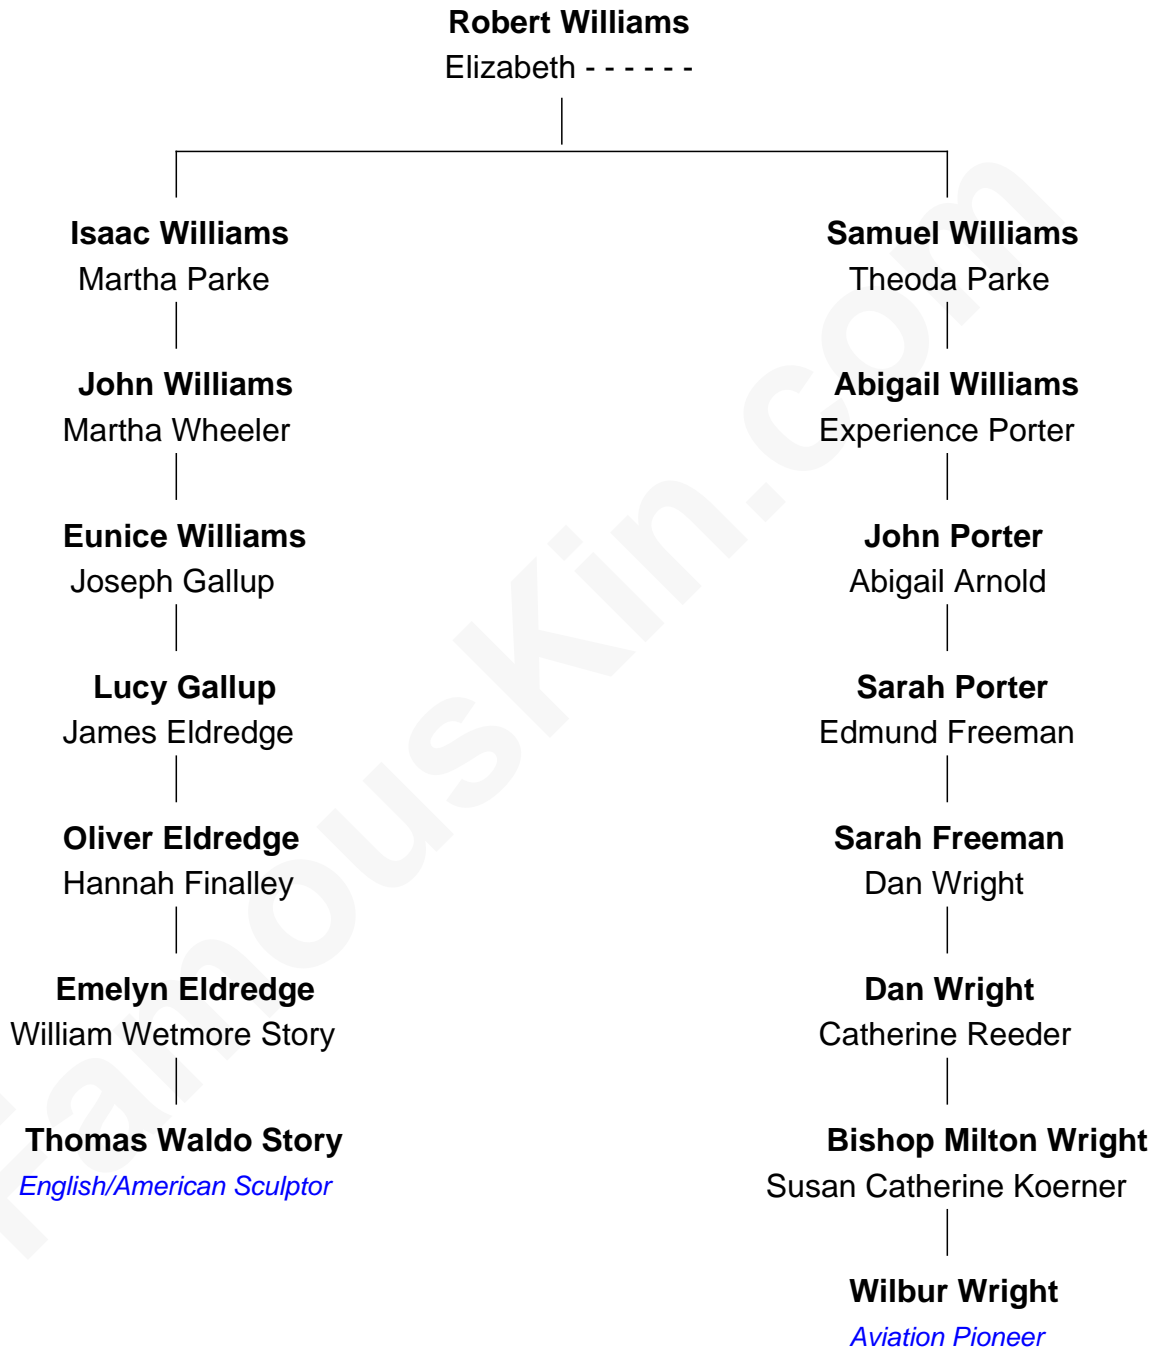 Robert Williams
Elizabeth - - - - - -
Isaac Williams
Martha Parke
John Williams
Martha Wheeler
Eunice Williams
Joseph Gallup
Lucy Gallup
James Eldredge
Oliver Eldredge
Hannah Finalley
Emelyn Eldredge
William Wetmore Story
Thomas Waldo Story
English/American Sculptor
Samuel Williams
Theoda Parke
Abigail Williams
Experience Porter
John Porter
Abigail Arnold
Sarah Porter
Edmund Freeman
Sarah Freeman
Dan Wright
Dan Wright
Catherine Reeder
Bishop Milton Wright
Susan Catherine Koerner
Wilbur Wright
Aviation Pioneer
FamousKin.com